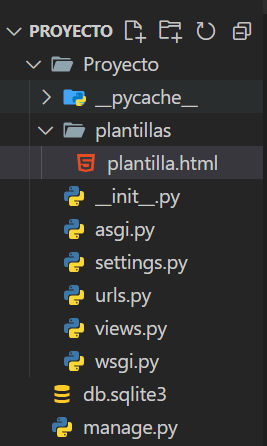 PROYECTO
Proyecto
__pycache__
plantillas
plantilla.html
__init__.py
asgi.py
settings.py
urls.py
views.py
wsgi.py
db.sqlite3
manage.py